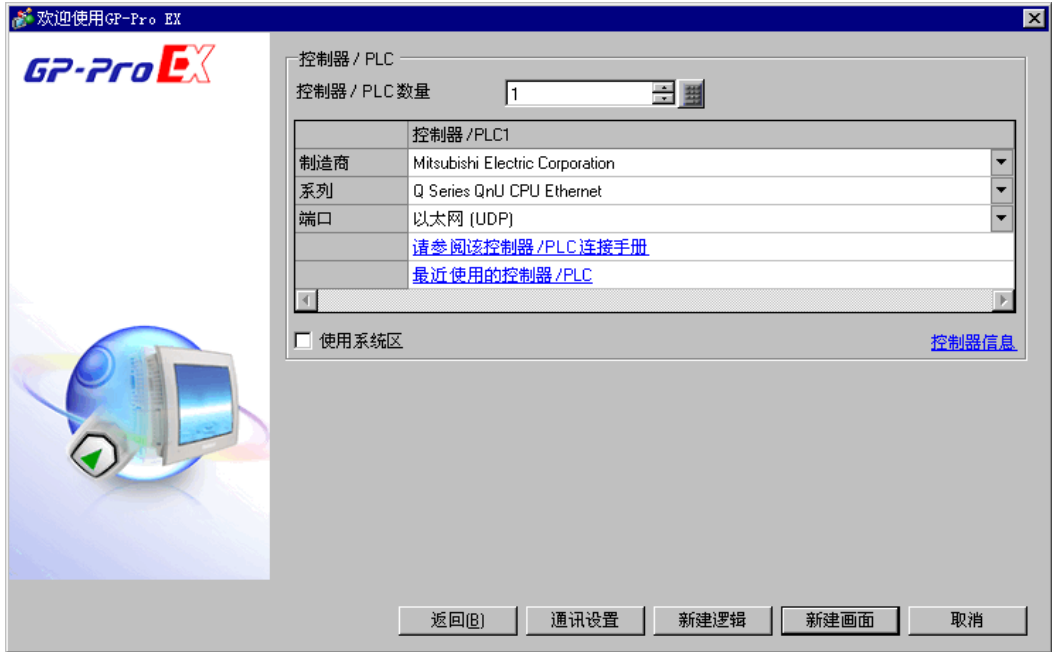 欢迎使用GP-Pro EX
GP-Pro EX
控制器 / PLC
控制器 / PLC 数量 1
控制器 /PLC1
制造商 Mitsubishi Electric Corporation
系列 Q Series QnU CPU Ethernet
端口 以太网 (UDP)
请参阅该控制器 /PLC 连接手册
最近使用的控制器 /PLC
使用系统区 控制器信息
返回(B) 通讯设置 新建逻辑 新建画面 取消